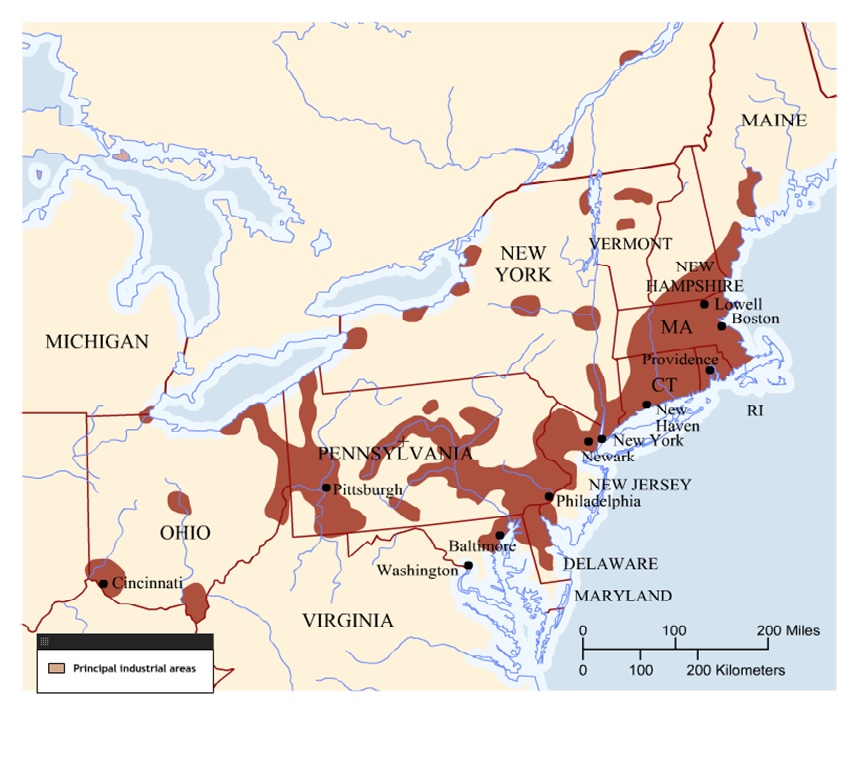 MAINE
NEW
YORK
VERMONT
NEW
HAMPSHIRE
Lowell
Boston
MICHIGAN
MA
Providence
CT
RI
New
Haven
New York
Newark
PENNSYLVANIA
Pittsburgh
NEW JERSEY
Philadelphia
OHIO
Baltimore
Washington
DELAWARE
Cincinnati
MARYLAND
VIRGINIA
0 100 200 Miles
0 100 200 Kilometers
Principal industrial areas